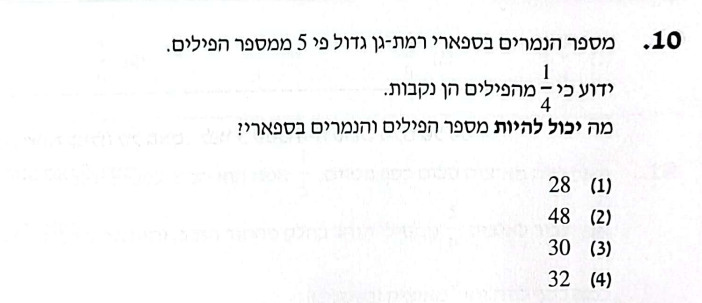 10. מספר הנמרים בספארי רמת-גן גדול פי 5 ממספר הפילים.
ידוע כי 1/4 מהפילים הן נקבות.
מה יכול להיות מספר הפילים והנמרים בספארי?
(1) 28
(2) 48
(3) 30
(4) 32